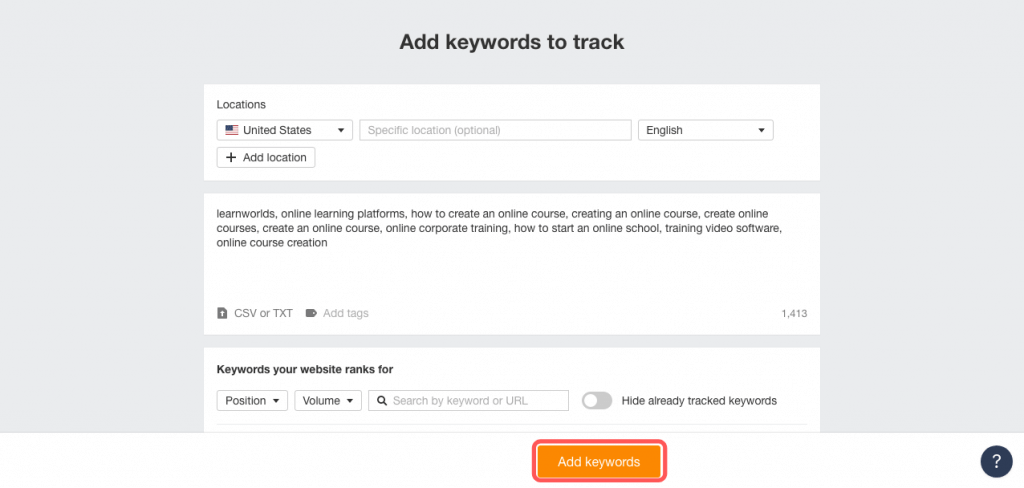 Add keywords to track
Locations
United States
Specific location (optional)
English
+ Add location
learnworlds, online learning platforms, how to create an online course, creating an online course, create online
courses, create an online course, online corporate training, how to start an online school, training video software,
online course creation
CSV or TXT
Add tags
1,413
Keywords your website ranks for
Position
Volume
Search by keyword or URL
Hide already tracked keywords
Add keywords
?